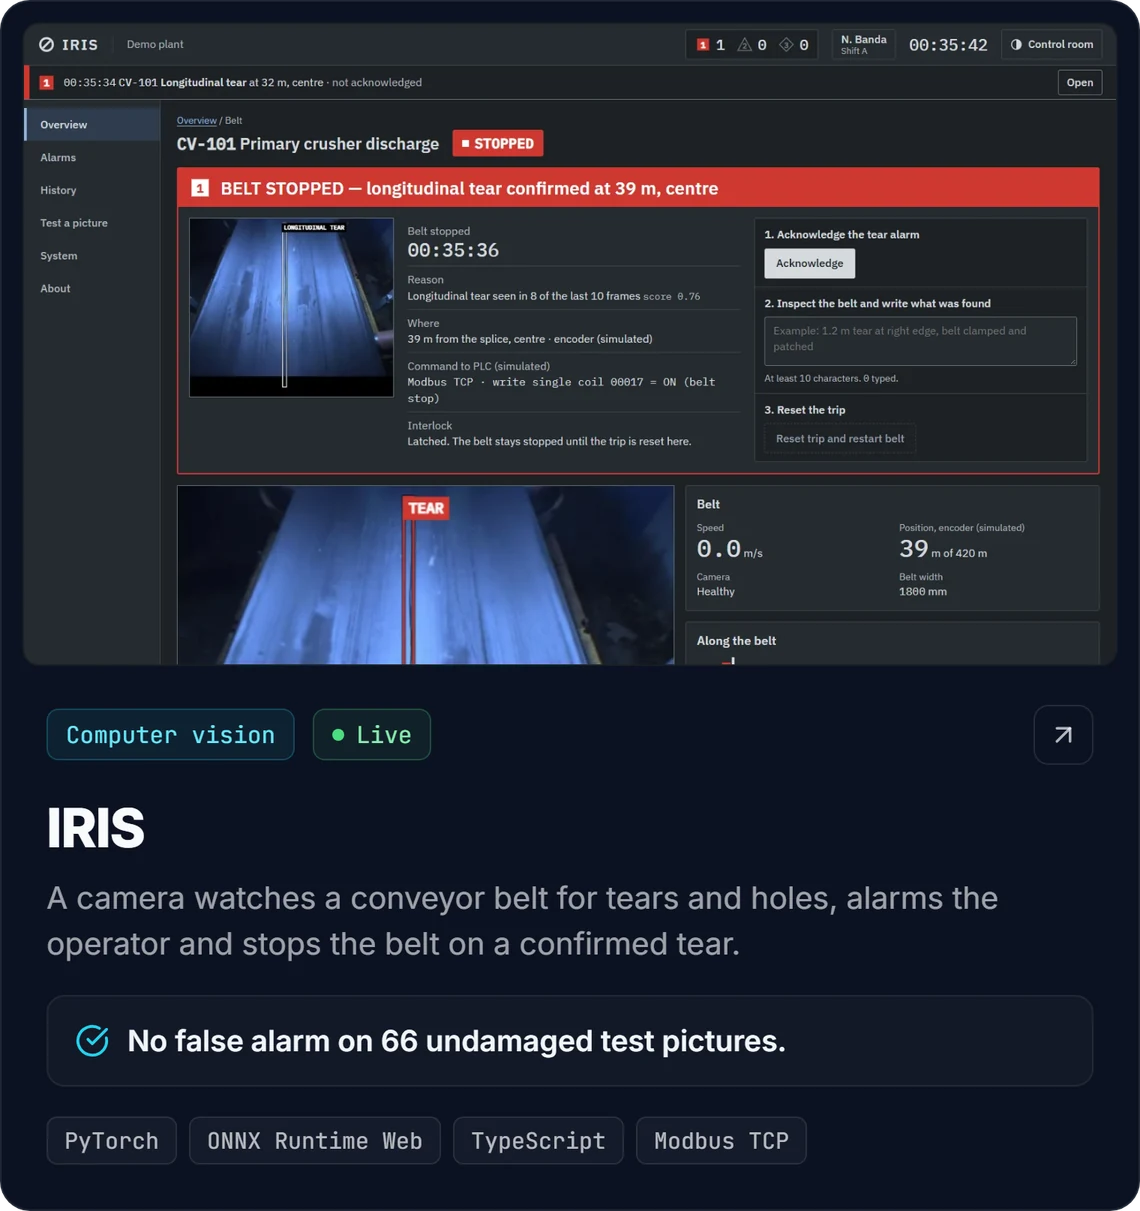 IRIS
Demo plant
1 1 2 0 3 0
N. Banda
Shift A
00:35:42
Control room
1 00:35:34 CV-101 Longitudinal tear at 32 m, centre · not acknowledged
Open
Overview
Alarms
History
Test a picture
System
About
Overview / Belt
CV-101 Primary crusher discharge
STOPPED
1 BELT STOPPED — longitudinal tear confirmed at 39 m, centre
LONGITUDINAL TEAR
Belt stopped
00:35:36
Reason
Longitudinal tear seen in 8 of the last 10 frames score 0.76
Where
39 m from the splice, centre · encoder (simulated)
Command to PLC (simulated)
Modbus TCP · write single coil 00017 = ON (belt
stop)
Interlock
Latched. The belt stays stopped until the trip is reset here.
1. Acknowledge the tear alarm
Acknowledge
2. Inspect the belt and write what was found
Example: 1.2 m tear at right edge, belt clamped and
patched
At least 10 characters. 0 typed.
3. Reset the trip
Reset trip and restart belt
TEAR
Belt
Speed
0.0 m/s
Position, encoder (simulated)
39 m of 420 m
Camera
Healthy
Belt width
1800 mm
Along the belt
Computer vision
Live
IRIS
A camera watches a conveyor belt for tears and holes, alarms the
operator and stops the belt on a confirmed tear.
No false alarm on 66 undamaged test pictures.
PyTorch
ONNX Runtime Web
TypeScript
Modbus TCP